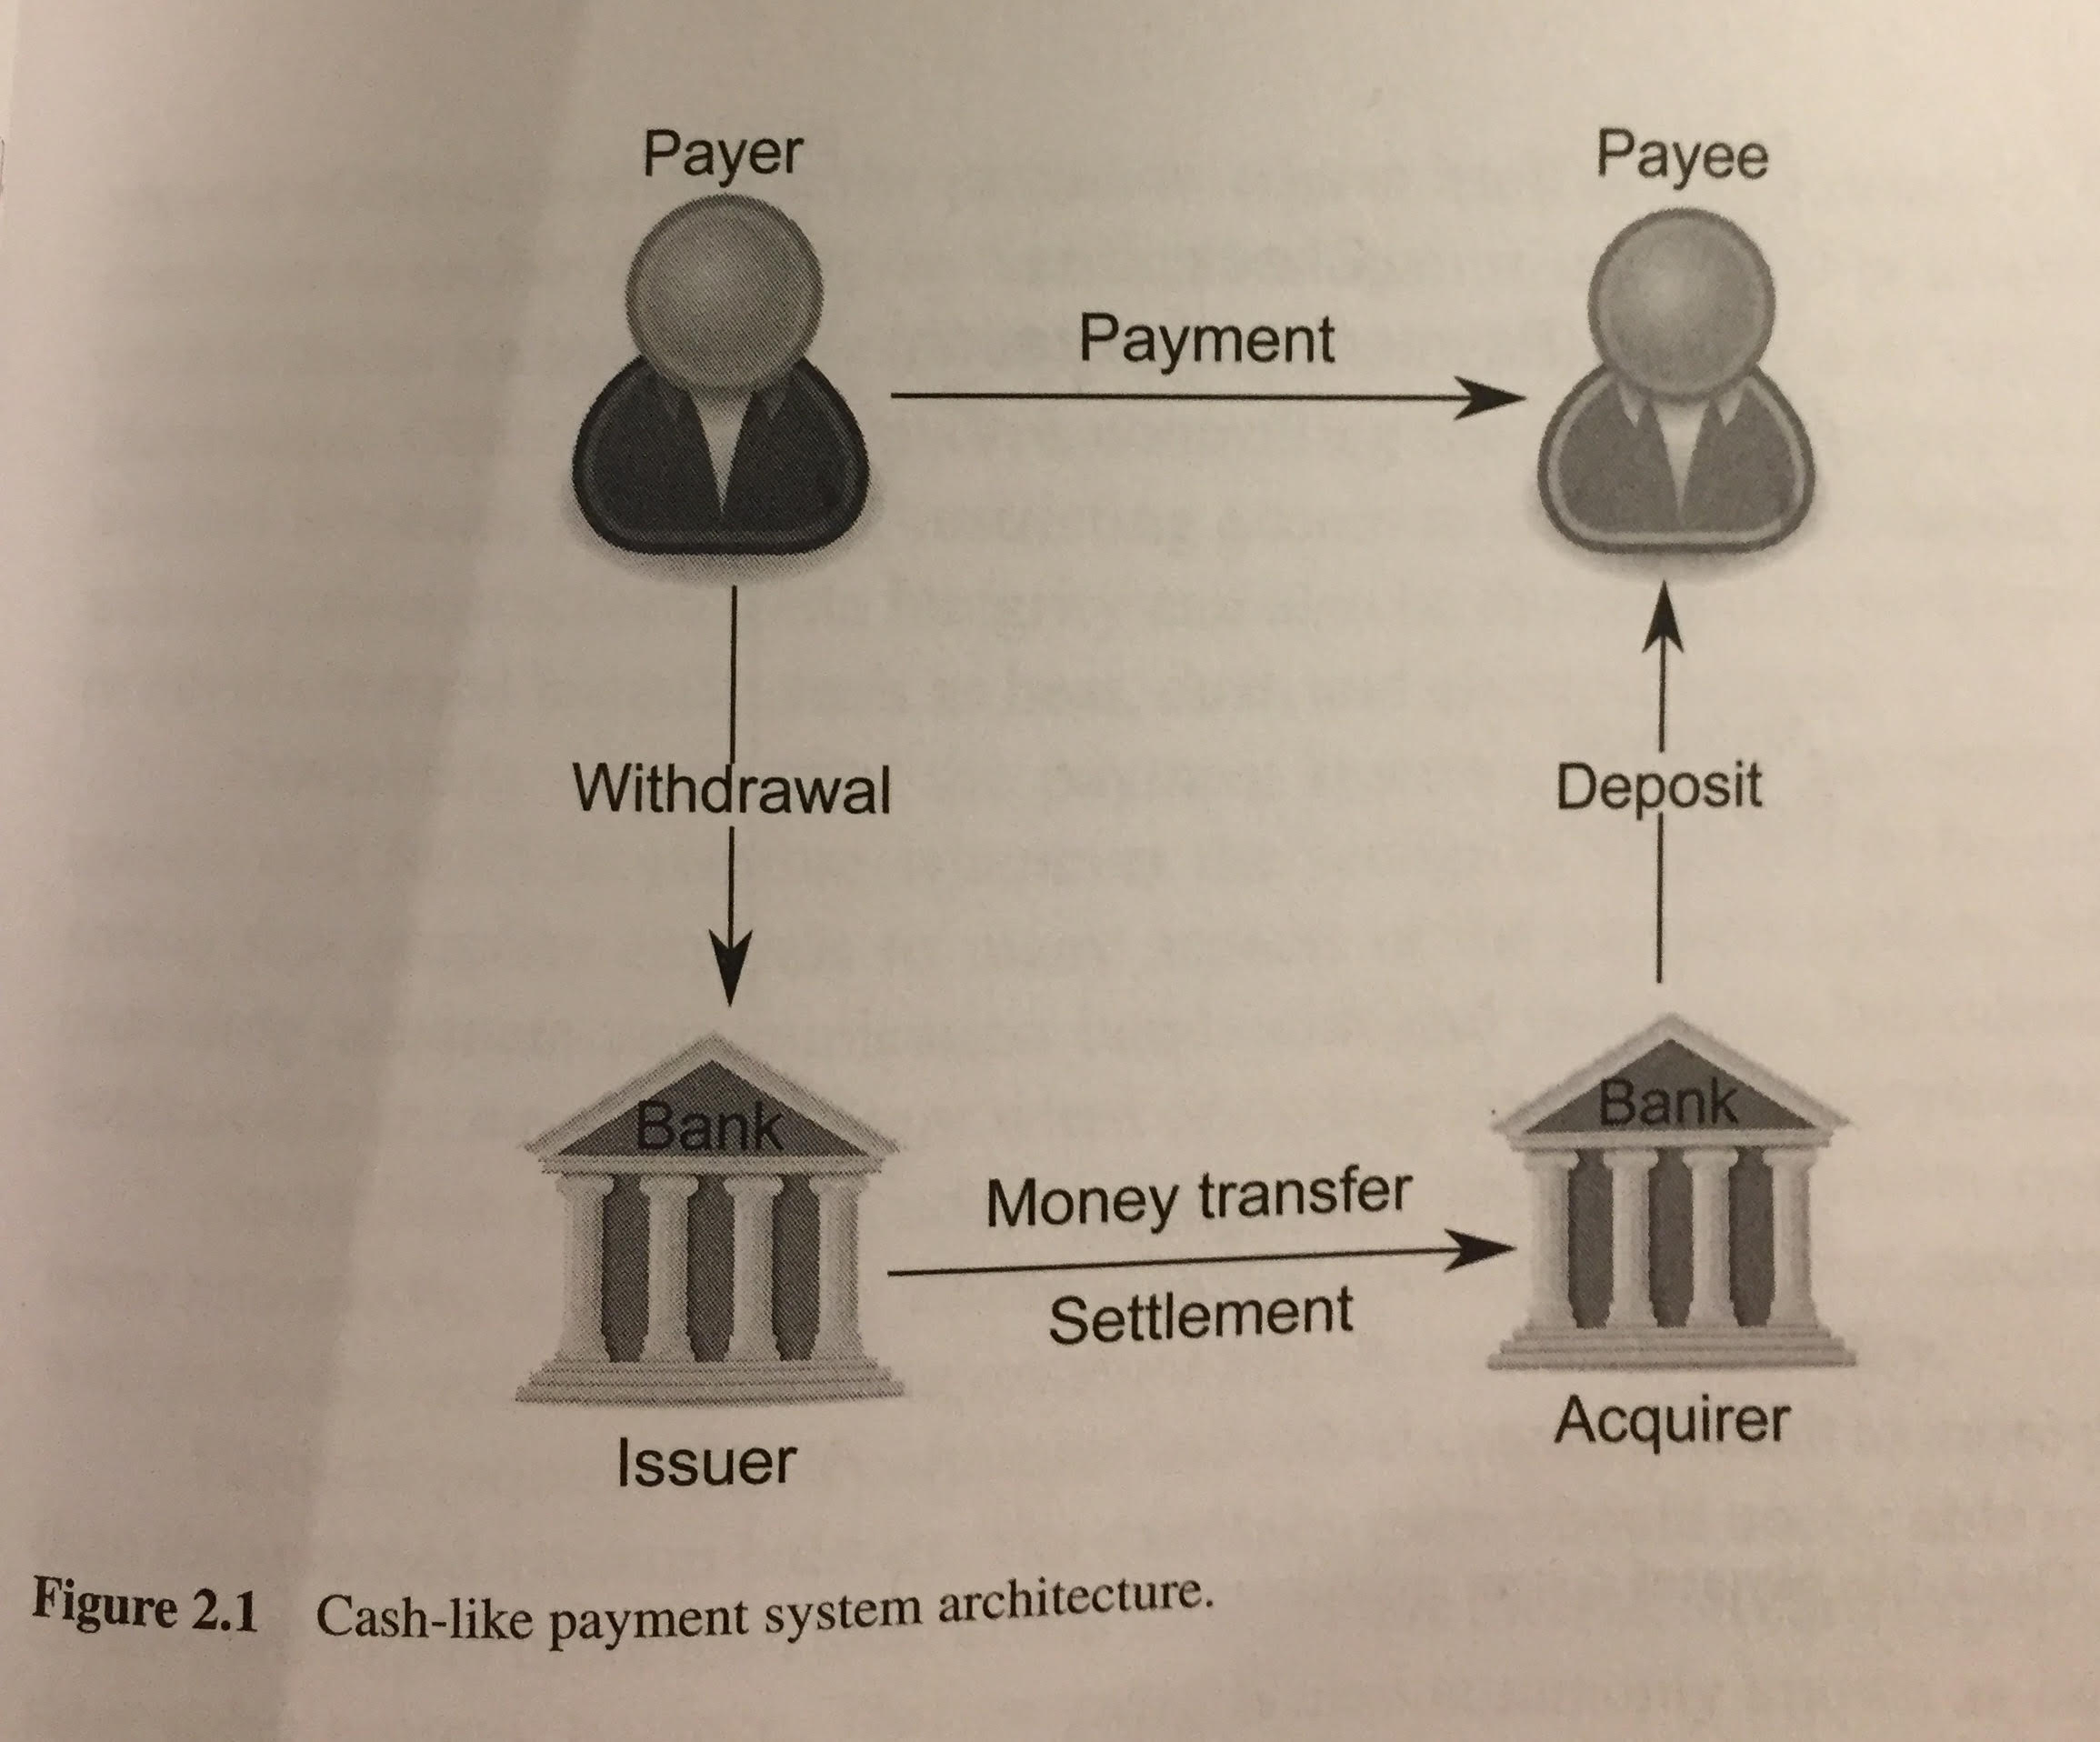 Payer
Payee
Payment
Withdrawal
Deposit
Bank
Bank
Money transfer
Settlement
Issuer
Acquirer
Figure 2.1 Cash-like payment system architecture.